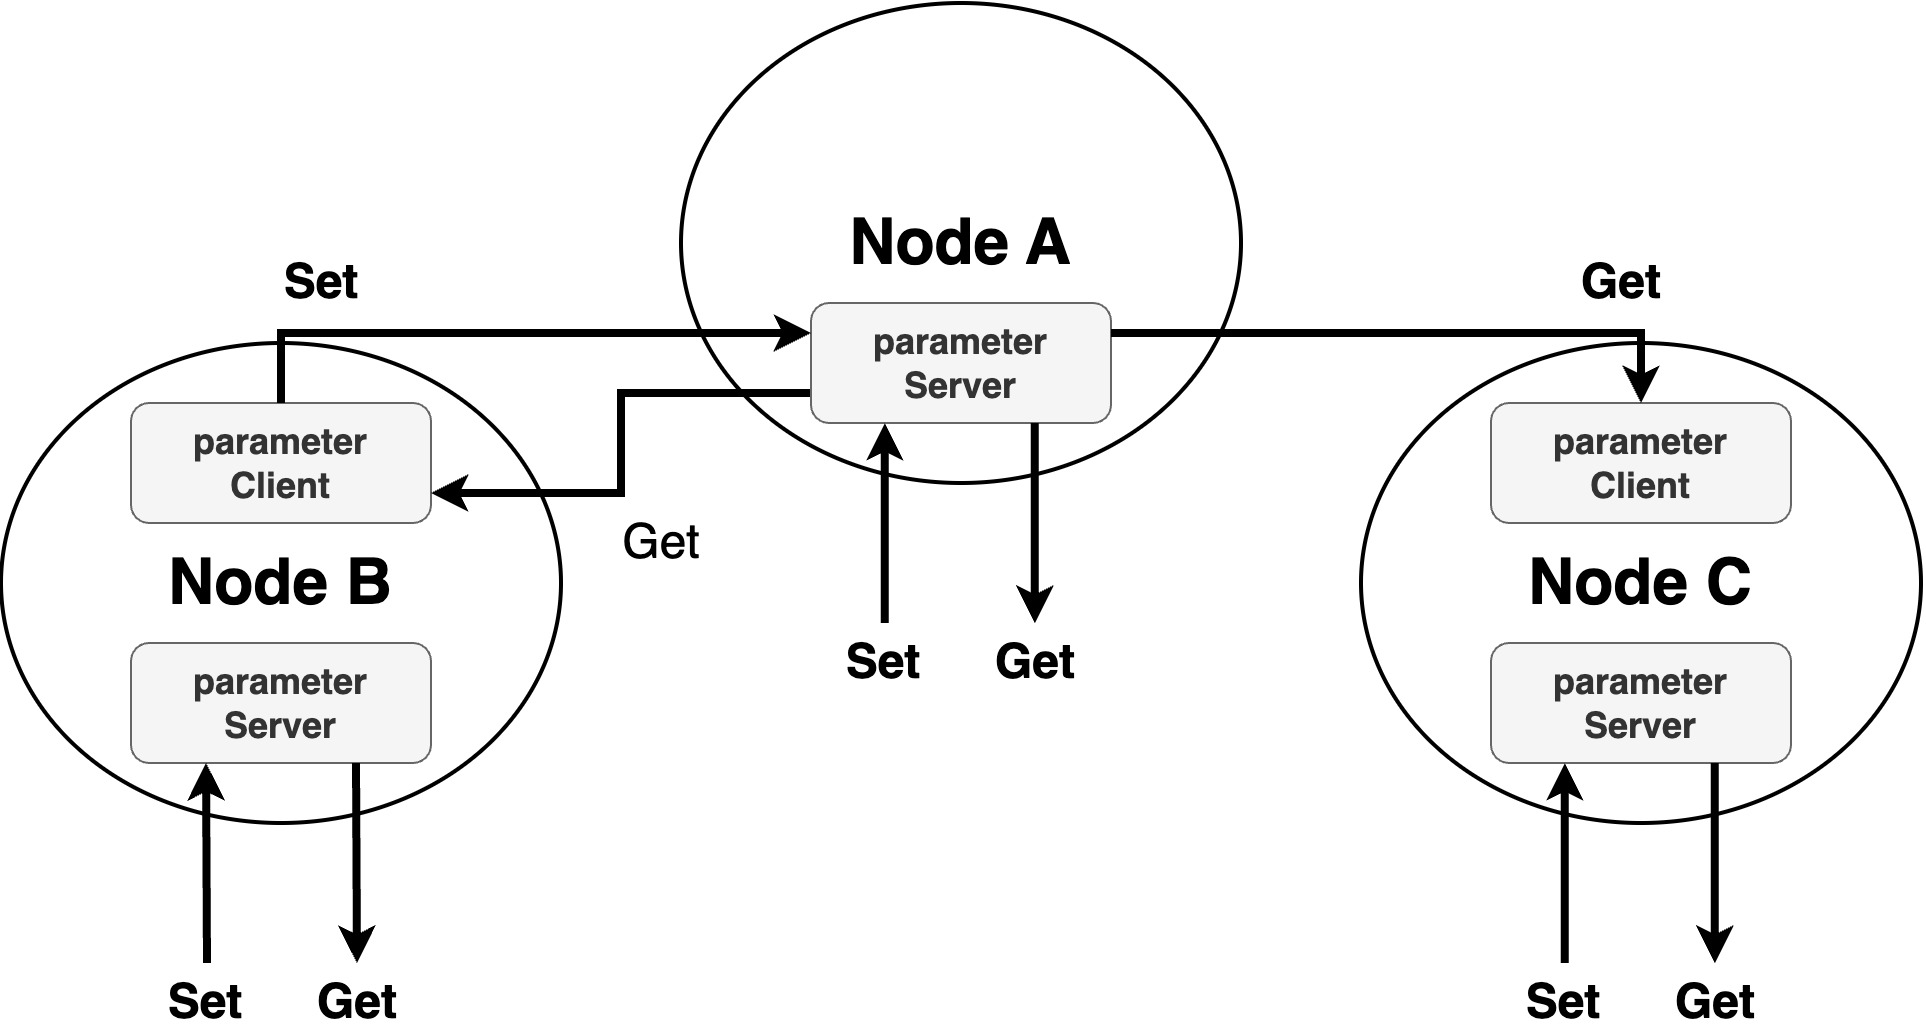 Node A
Set
Get
parameter
Server
parameter
Client
Get
parameter
Client
Node B
Node C
Set
Get
parameter
Server
parameter
Server
Set
Get
Set
Get